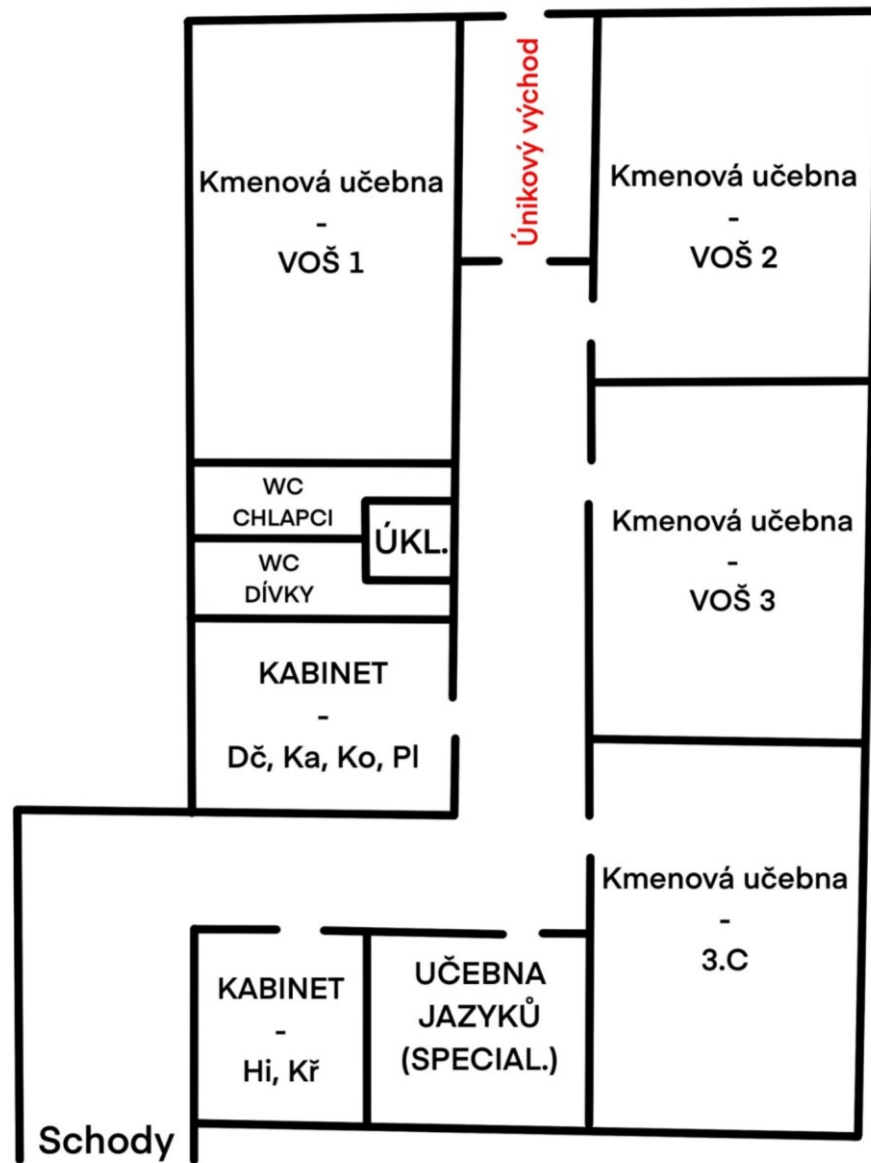 Únikový východ
Kmenová učebna
-
VOŠ 1
Kmenová učebna
-
VOŠ 2
WC
CHLAPCI
ÚKL.
WC
DÍVKY
Kmenová učebna
-
VOŠ 3
KABINET
-
Dč, Ka, Ko, Pl
Kmenová učebna
-
3.C
KABINET
-
Hi, Kř
UČEBNA
JAZYKŮ
(SPECIAL.)
Schody